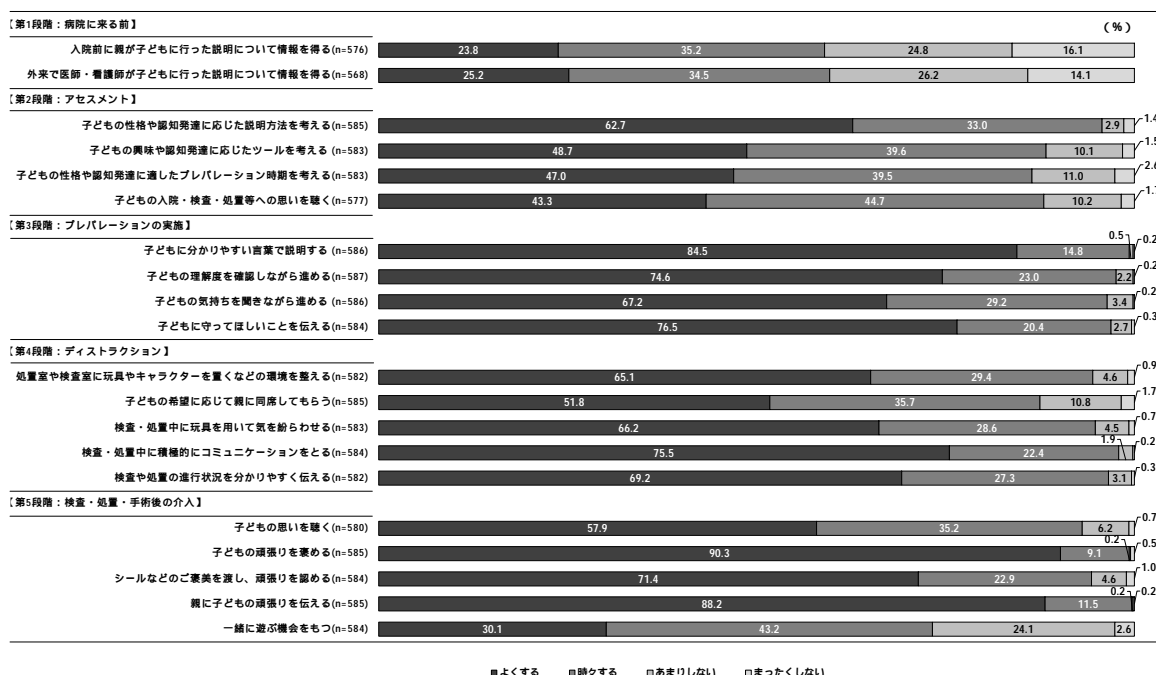 【第1段階：病院に来る前】
（%）
入院前に親が子どもに行った説明について情報を得る(n=576) 23.8 35.2 24.8 16.1
外来で医師・看護師が子どもに行った説明について情報を得る(n=568) 25.2 34.5 26.2 14.1
【第2段階：アセスメント】
子どもの性格や認知発達に応じた説明方法を考える(n=585) 62.7 33.0 2.9 1.4
子どもの興味や認知発達に応じたツールを考える(n=583) 48.7 39.6 10.1 1.5
子どもの性格や認知発達に適したプレパレーション時期を考える(n=583) 47.0 39.5 11.0 2.6
子どもの入院・検査・処置等への思いを聴く(n=577) 43.3 44.7 10.2 1.7
【第3段階：プレパレーションの実施】
子どもに分かりやすい言葉で説明する(n=586) 84.5 14.8 0.5 0.2
子どもの理解度を確認しながら進める(n=587) 74.6 23.0 2.2 0.2
子どもの気持ちを聞きながら進める(n=586) 67.2 29.2 3.4 0.2
子どもに守ってほしいことを伝える(n=584) 76.5 20.4 2.7 0.3
【第4段階：ディストラクション】
処置室や検査室に玩具やキャラクターを置くなどの環境を整える(n=582) 65.1 29.4 4.6 0.9
子どもの希望に応じて親に同席してもらう(n=585) 51.8 35.7 10.8 1.7
検査・処置中に玩具を用いて気を紛らわせる(n=583) 66.2 28.6 4.5 0.7
検査・処置中に積極的にコミュニケーションをとる(n=584) 75.5 22.4 1.9 0.2
検査や処置の進行状況を分かりやすく伝える(n=582) 69.2 27.3 3.1 0.3
【第5段階：検査・処置・手術後の介入】
子どもの思いを聴く(n=580) 57.9 35.2 6.2 0.7
子どもの頑張りを褒める(n=585) 90.3 9.1 0.2 0.5
シールなどのご褒美を渡し、頑張りを認める(n=584) 71.4 22.9 4.6 1.0
親に子どもの頑張りを伝える(n=585) 88.2 11.5 0.2 0.2
一緒に遊ぶ機会をもつ(n=584) 30.1 43.2 24.1 2.6
よくする 時々する あまりしない まったくしない